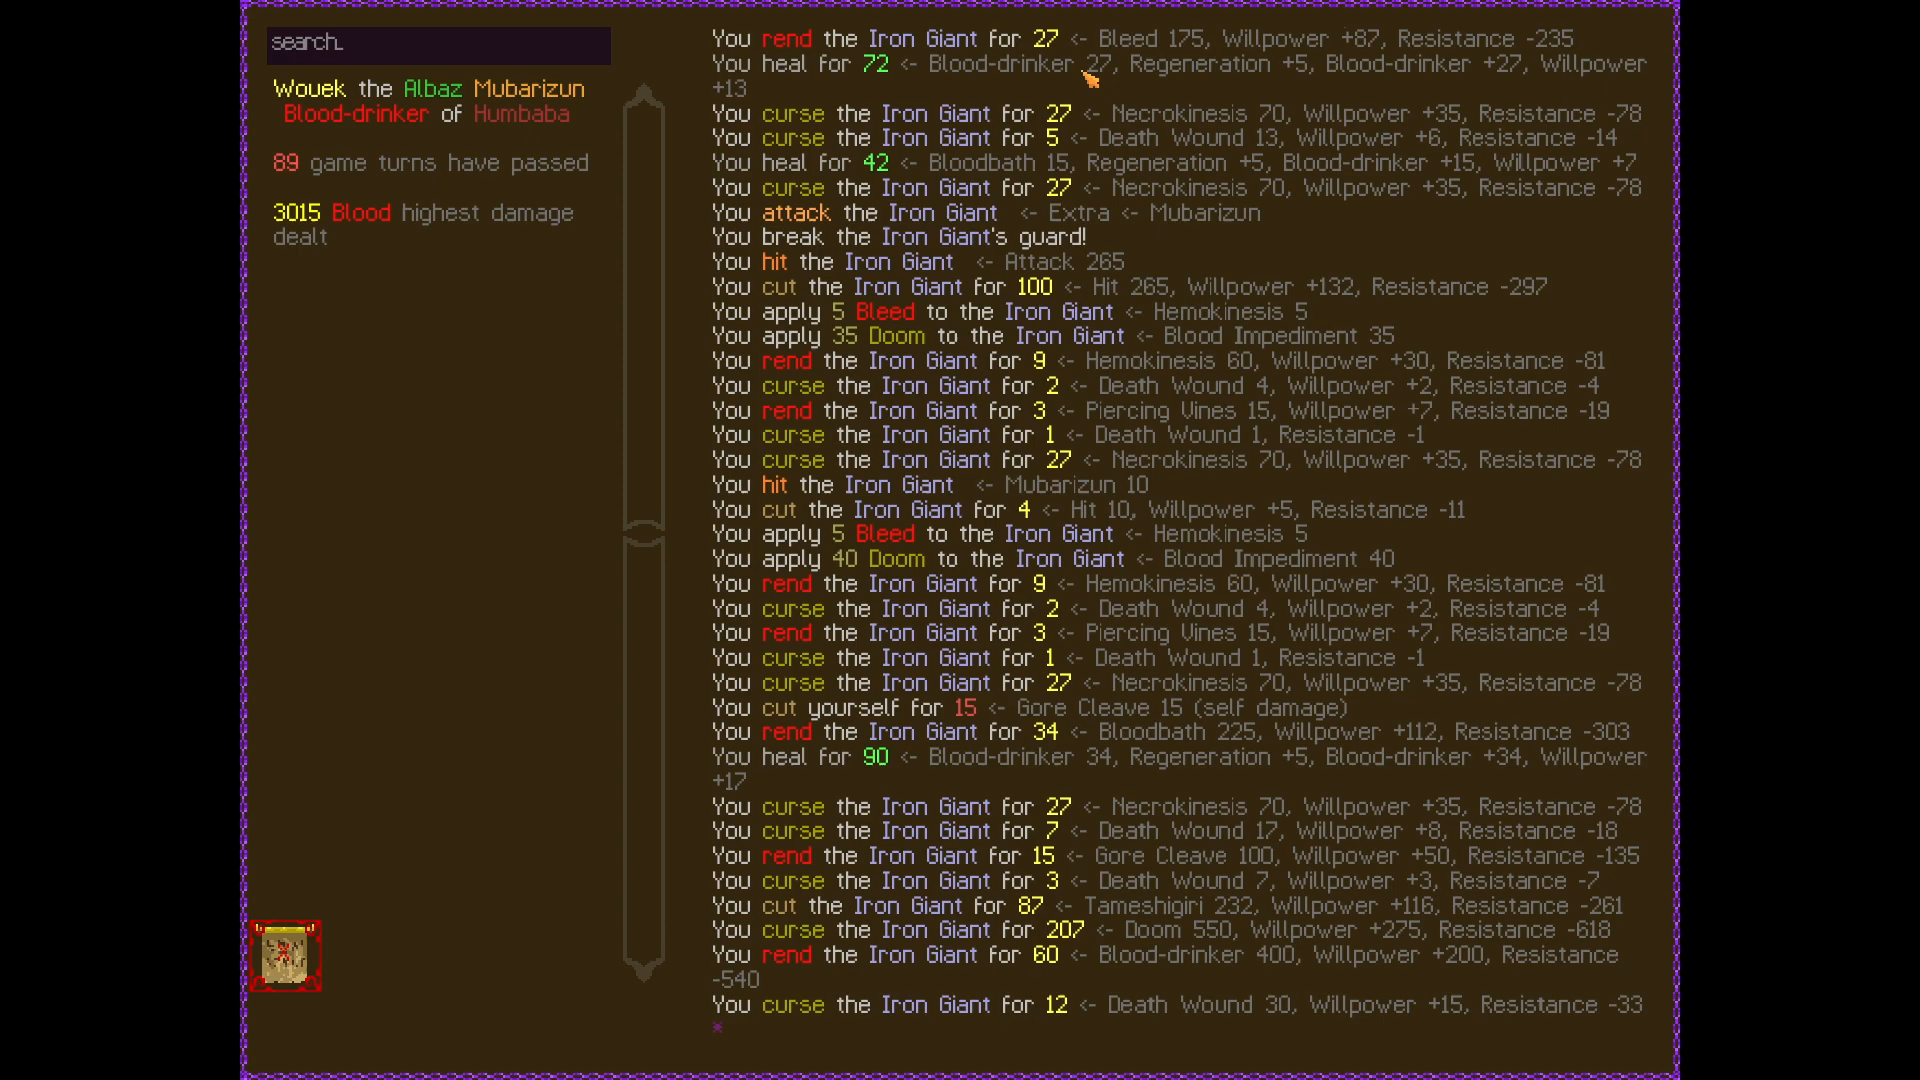 search..
Wouek the Albaz Mubarizun
Blood-drinker of Humbaba
89 game turns have passed
3015 Blood highest damage
dealt
You rend the Iron Giant for 27 <- Bleed 175, Willpower +87, Resistance -235
You heal for 72 <- Blood-drinker 27, Regeneration +5, Blood-drinker +27, Willpower
+13
You curse the Iron Giant for 27 <- Necrokinesis 70, Willpower +35, Resistance -78
You curse the Iron Giant for 5 <- Death Wound 13, Willpower +6, Resistance -14
You heal for 42 <- Bloodbath 15, Regeneration +5, Blood-drinker +15, Willpower +7
You curse the Iron Giant for 27 <- Necrokinesis 70, Willpower +35, Resistance -78
You attack the Iron Giant <- Extra <- Mubarizun
You break the Iron Giant's guard!
You hit the Iron Giant <- Attack 265
You cut the Iron Giant for 100 <- Hit 265, Willpower +132, Resistance -297
You apply 5 Bleed to the Iron Giant <- Hemokinesis 5
You apply 35 Doom to the Iron Giant <- Blood Impediment 35
You rend the Iron Giant for 9 <- Hemokinesis 60, Willpower +30, Resistance -81
You curse the Iron Giant for 2 <- Death Wound 4, Willpower +2, Resistance -4
You rend the Iron Giant for 3 <- Piercing Vines 15, Willpower +7, Resistance -19
You curse the Iron Giant for 1 <- Death Wound 1, Resistance -1
You curse the Iron Giant for 27 <- Necrokinesis 70, Willpower +35, Resistance -78
You hit the Iron Giant <- Mubarizun 10
You cut the Iron Giant for 4 <- Hit 10, Willpower +5, Resistance -11
You apply 5 Bleed to the Iron Giant <- Hemokinesis 5
You apply 40 Doom to the Iron Giant <- Blood Impediment 40
You rend the Iron Giant for 9 <- Hemokinesis 60, Willpower +30, Resistance -81
You curse the Iron Giant for 2 <- Death Wound 4, Willpower +2, Resistance -4
You rend the Iron Giant for 3 <- Piercing Vines 15, Willpower +7, Resistance -19
You curse the Iron Giant for 1 <- Death Wound 1, Resistance -1
You curse the Iron Giant for 27 <- Necrokinesis 70, Willpower +35, Resistance -78
You cut yourself for 15 <- Gore Cleave 15 (self damage)
You rend the Iron Giant for 34 <- Bloodbath 225, Willpower +112, Resistance -303
You heal for 90 <- Blood-drinker 34, Regeneration +5, Blood-drinker +34, Willpower
+17
You curse the Iron Giant for 27 <- Necrokinesis 70, Willpower +35, Resistance -78
You curse the Iron Giant for 7 <- Death Wound 17, Willpower +8, Resistance -18
You rend the Iron Giant for 15 <- Gore Cleave 100, Willpower +50, Resistance -135
You curse the Iron Giant for 3 <- Death Wound 7, Willpower +3, Resistance -7
You cut the Iron Giant for 87 <- Tameshigiri 232, Willpower +116, Resistance -261
You curse the Iron Giant for 207 <- Doom 550, Willpower +275, Resistance -618
You rend the Iron Giant for 60 <- Blood-drinker 400, Willpower +200, Resistance
-540
You curse the Iron Giant for 12 <- Death Wound 30, Willpower +15, Resistance -33
*